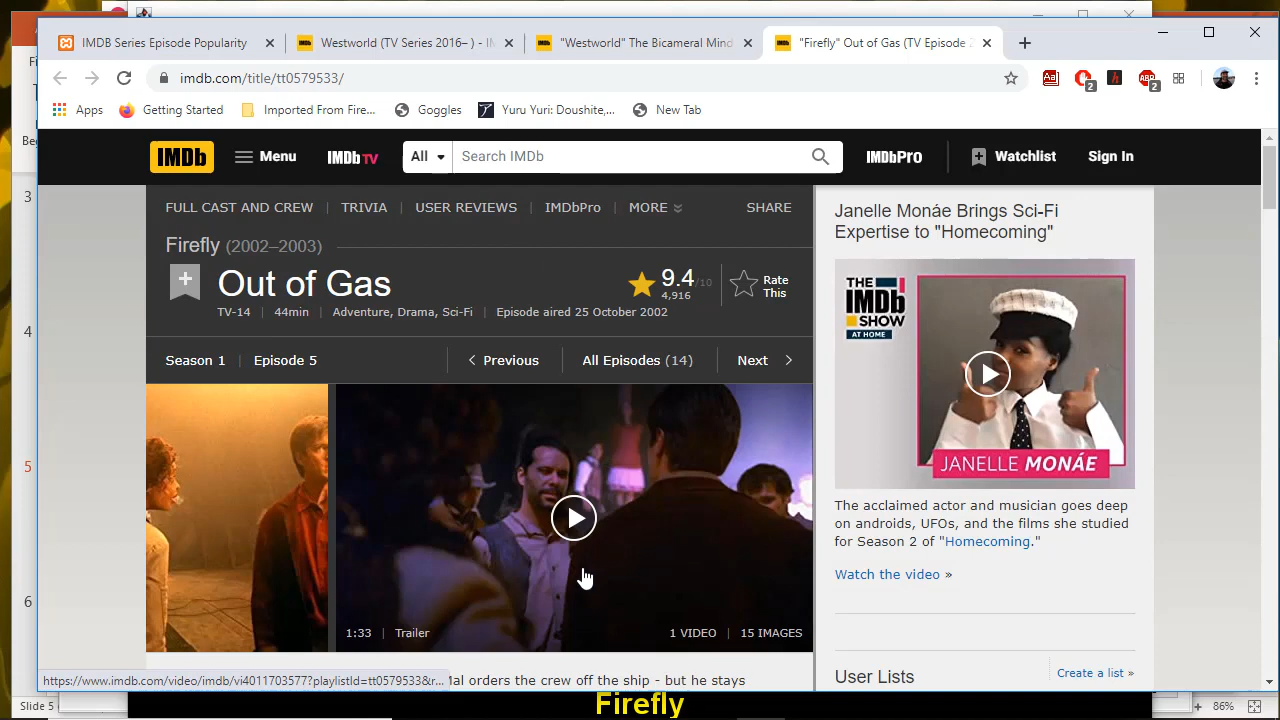 IMDB Series Episode Popularity
Westworld (TV Series 2016– ) - I
"Westworld" The Bicameral Mind
"Firefly" Out of Gas (TV Episode 2
imdb.com/title/tt0579533/
2
2
Apps
Getting Started
Imported From Fire...
Goggles
Yuru Yuri: Doushite,...
New Tab
IMDb
Menu
IMDb TV
All
Search IMDb
IMDbPro
Watchlist
Sign In
FULL CAST AND CREW | TRIVIA | USER REVIEWS | IMDbPro | MORE
SHARE
Firefly (2002–2003)
Out of Gas
9.4/10
4,916
Rate This
TV-14 | 44min | Adventure, Drama, Sci-Fi | Episode aired 25 October 2002
Season 1 | Episode 5
Previous
All Episodes (14)
Next
1:33 | Trailer
1 VIDEO | 15 IMAGES
Janelle Monáe Brings Sci-Fi
Expertise to "Homecoming"
THE
IMDb
SHOW
AT HOME
JANELLE MONÁE
The acclaimed actor and musician goes deep
on androids, UFOs, and the films she studied
for Season 2 of "Homecoming."
Watch the video »
User Lists
Create a list »
https://www.imdb.com/video/imdb/vi4011703577?playlistId=tt0579533&r...
al orders the crew off the ship - but he stays
3
4
5
6
Slide 5
86%
Firefly